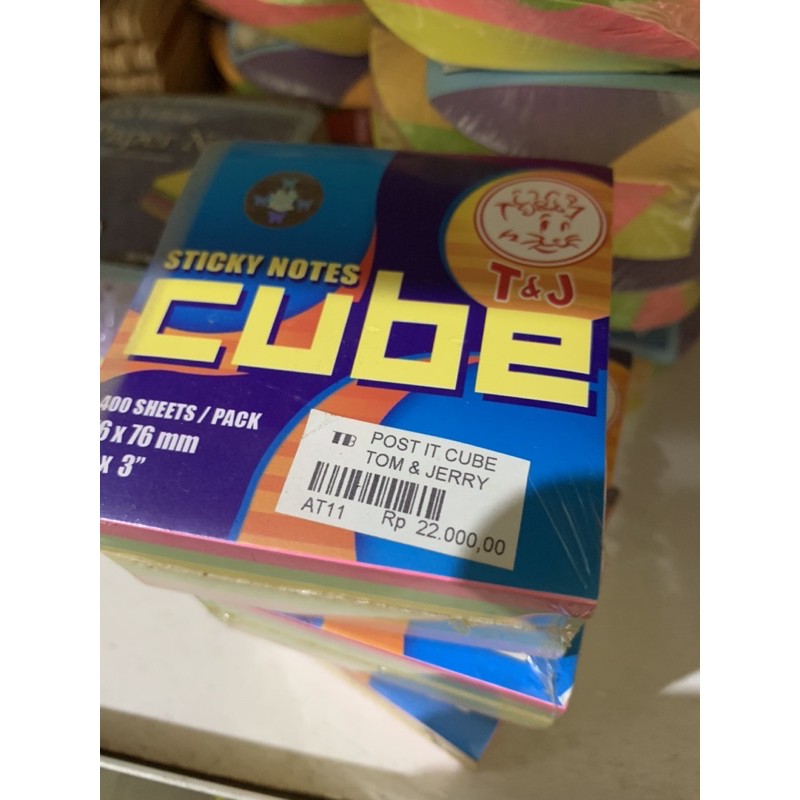 STICKY NOTES
cube
T&J
400 SHEETS / PACK
6 x 76 mm
x 3"
TB POST IT CUBE
TOM & JERRY
AT11 Rp 22.000,00